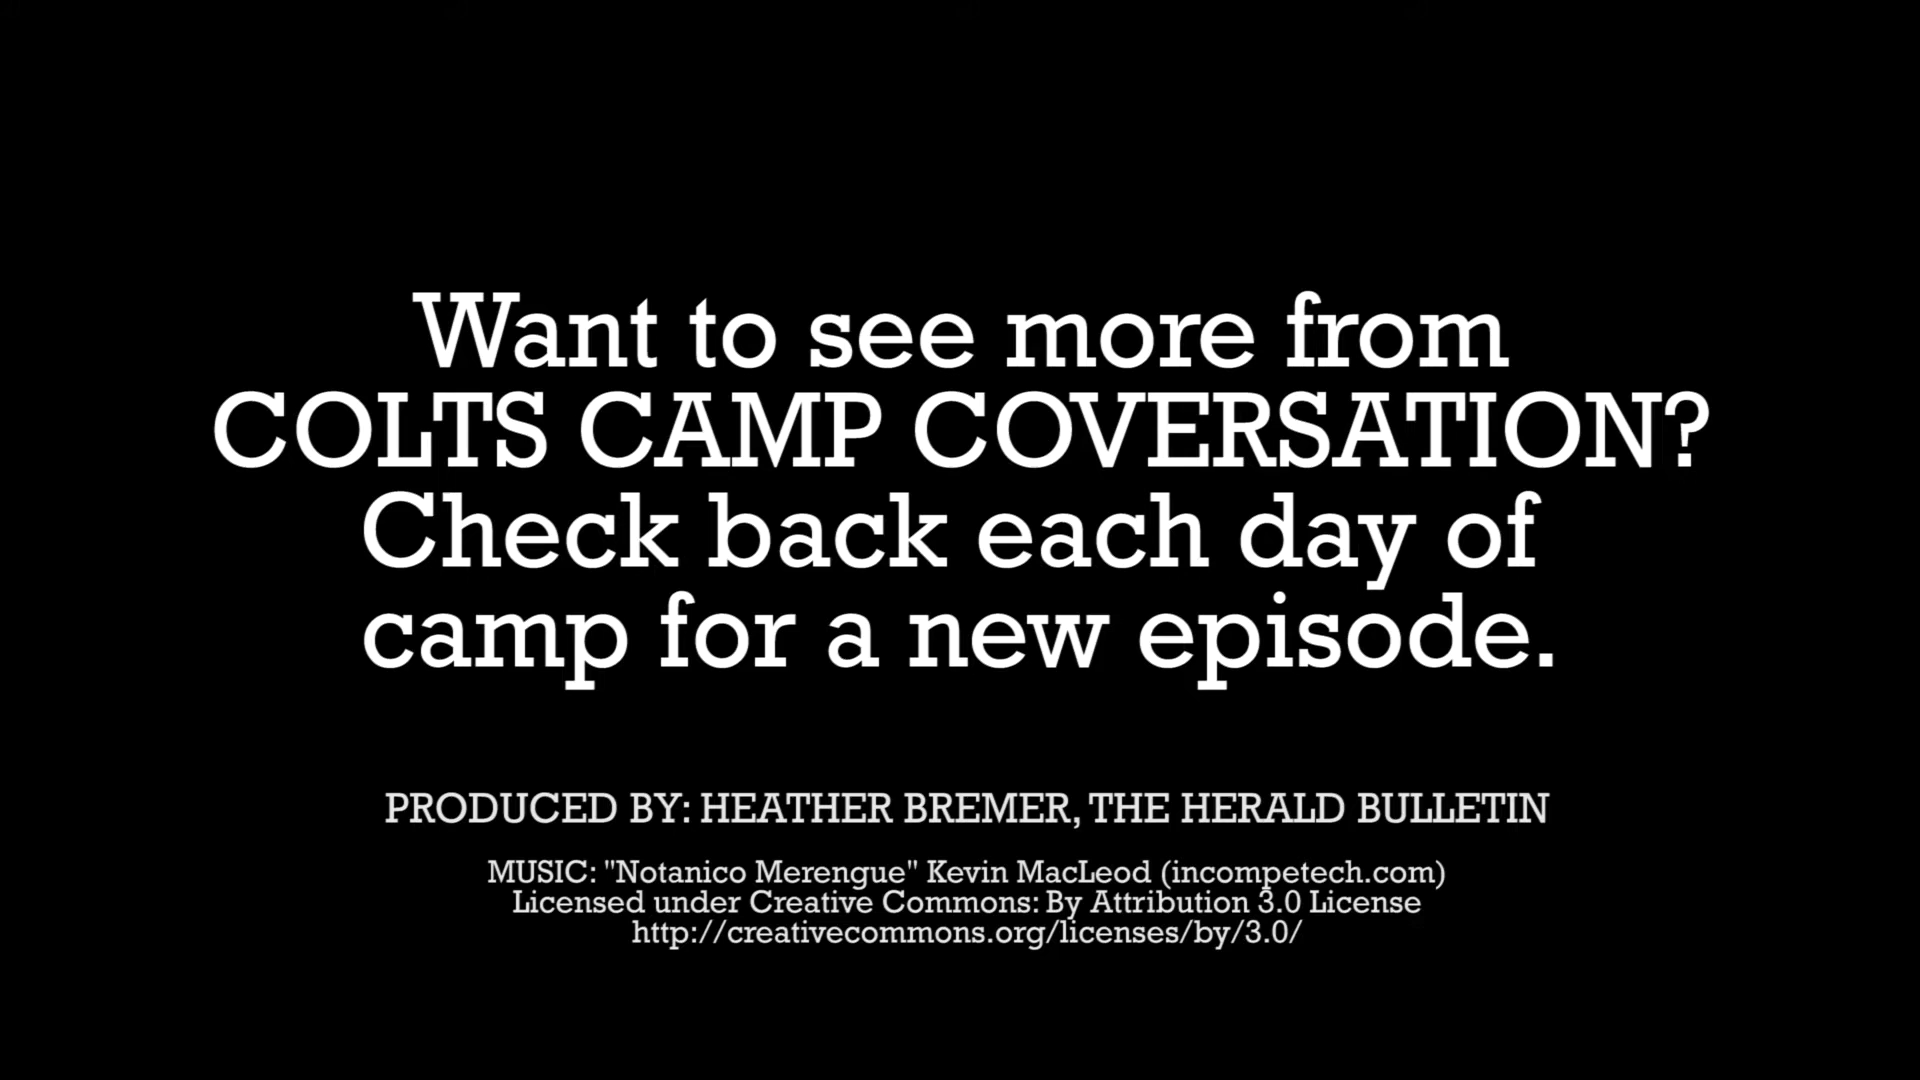 Want to see more from
COLTS CAMP COVERSATION?
Check back each day of
camp for a new episode.
PRODUCED BY: HEATHER BREMER, THE HERALD BULLETIN
MUSIC: "Notanico Merengue" Kevin MacLeod (incompetech.com)
Licensed under Creative Commons: By Attribution 3.0 License
http://creativecommons.org/licenses/by/3.0/